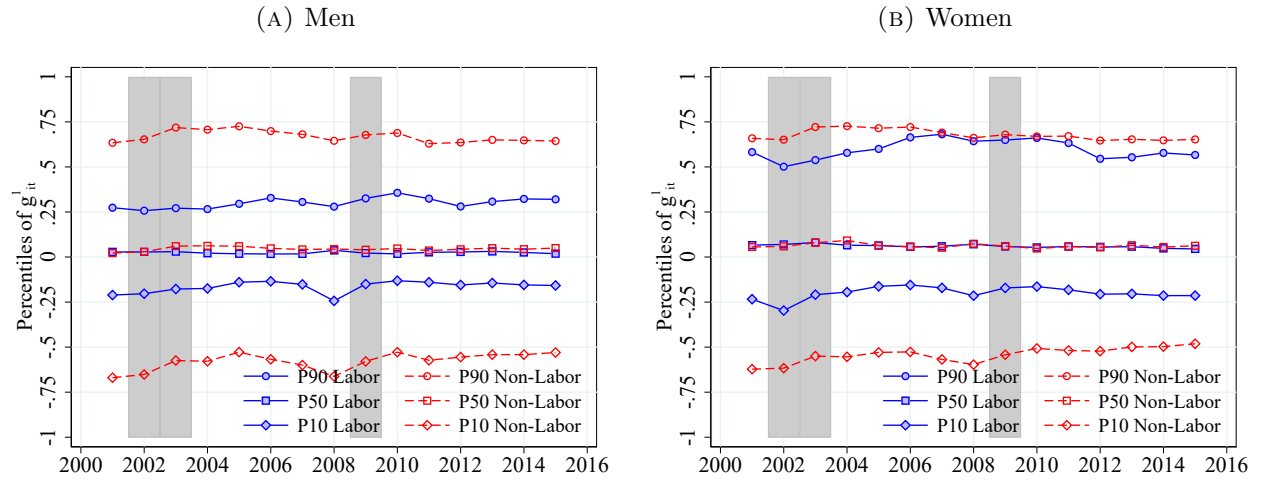 (A) Men
Percentiles of g¹ᵢₜ
1
.75
.5
.25
0
-.25
-.5
-.75
-1
P90 Labor P90 Non-Labor
P50 Labor P50 Non-Labor
P10 Labor P10 Non-Labor
2000 2002 2004 2006 2008 2010 2012 2014 2016
(B) Women
Percentiles of g¹ᵢₜ
1
.75
.5
.25
0
-.25
-.5
-.75
-1
P90 Labor P90 Non-Labor
P50 Labor P50 Non-Labor
P10 Labor P10 Non-Labor
2000 2002 2004 2006 2008 2010 2012 2014 2016